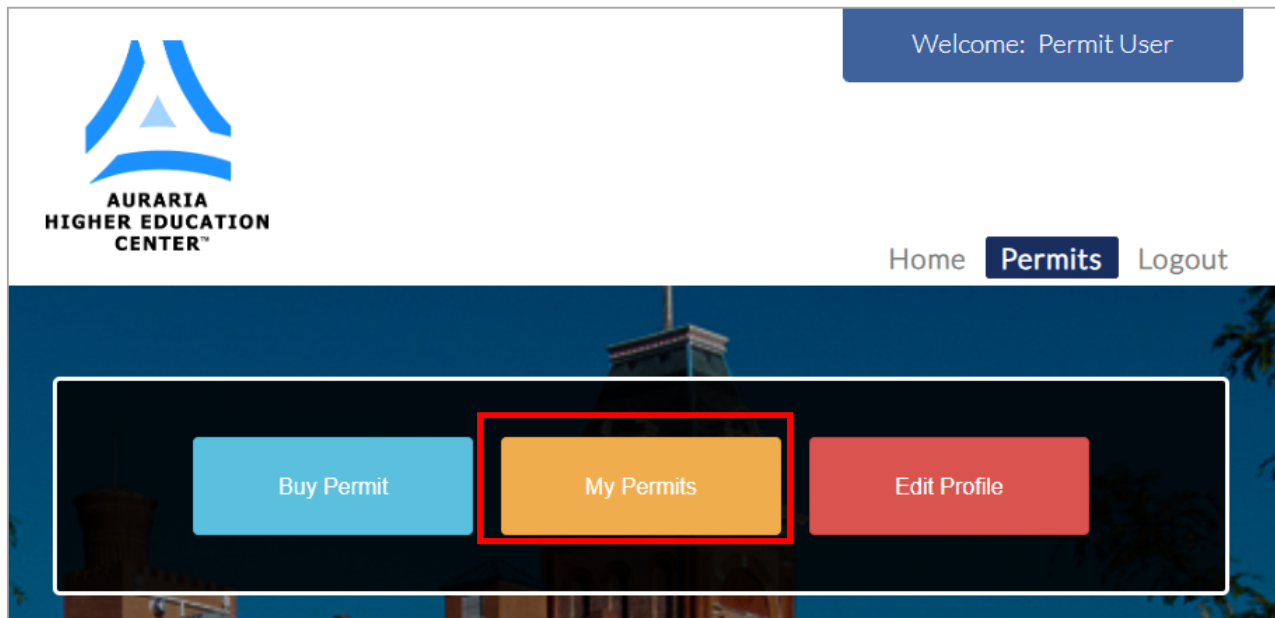 Welcome: Permit User
AURARIA
HIGHER EDUCATION
CENTER™
Home Permits Logout
Buy Permit My Permits Edit Profile